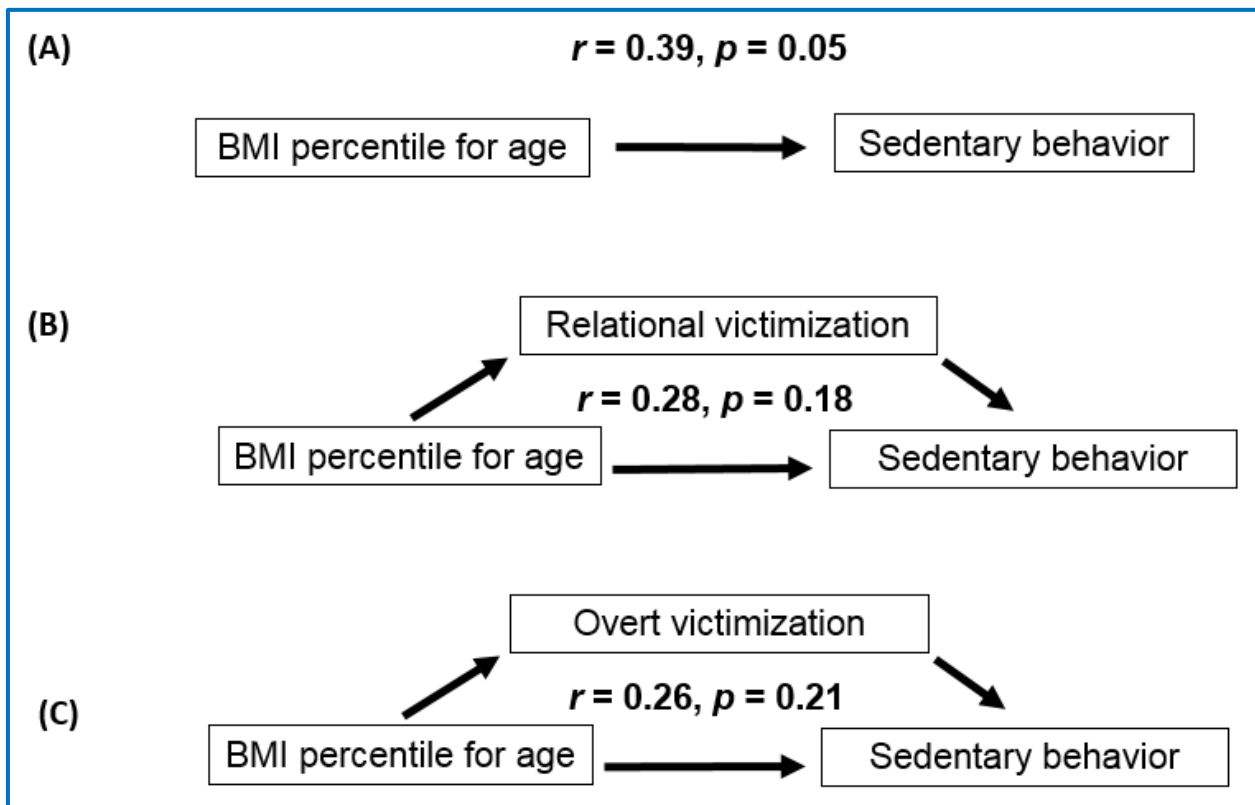 (A)
r = 0.39, p = 0.05
BMI percentile for age
Sedentary behavior
(B)
Relational victimization
r = 0.28, p = 0.18
BMI percentile for age
Sedentary behavior
Overt victimization
(C)
r = 0.26, p = 0.21
BMI percentile for age
Sedentary behavior